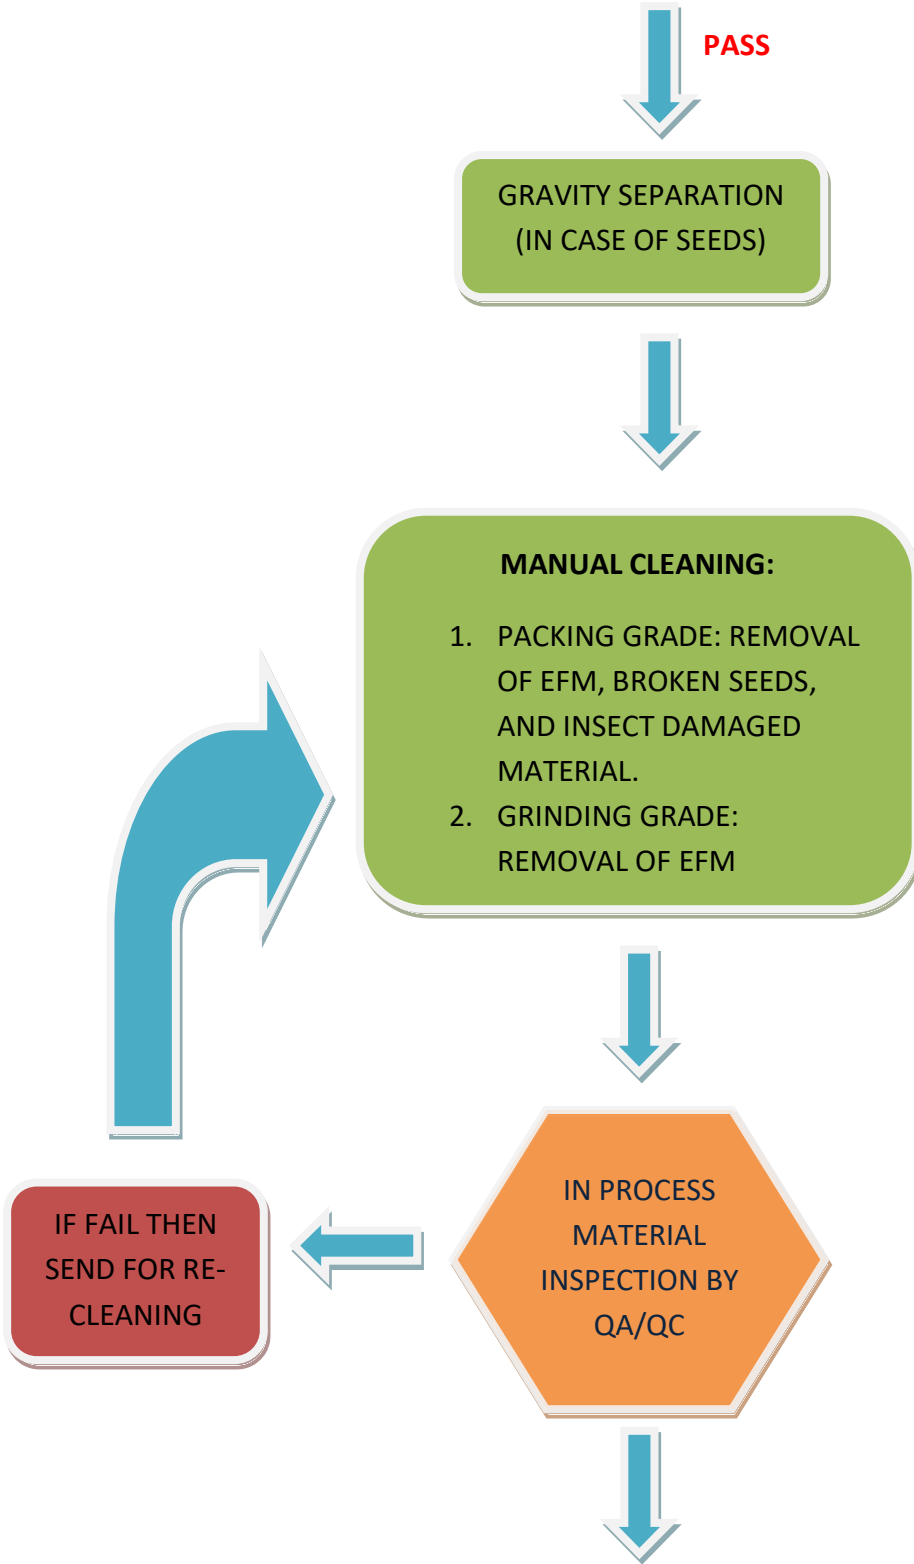 PASS
GRAVITY SEPARATION
(IN CASE OF SEEDS)
MANUAL CLEANING:
1. PACKING GRADE: REMOVAL
OF EFM, BROKEN SEEDS,
AND INSECT DAMAGED
MATERIAL.
2. GRINDING GRADE:
REMOVAL OF EFM
IN PROCESS
MATERIAL
INSPECTION BY
QA/QC
IF FAIL THEN
SEND FOR RE-
CLEANING